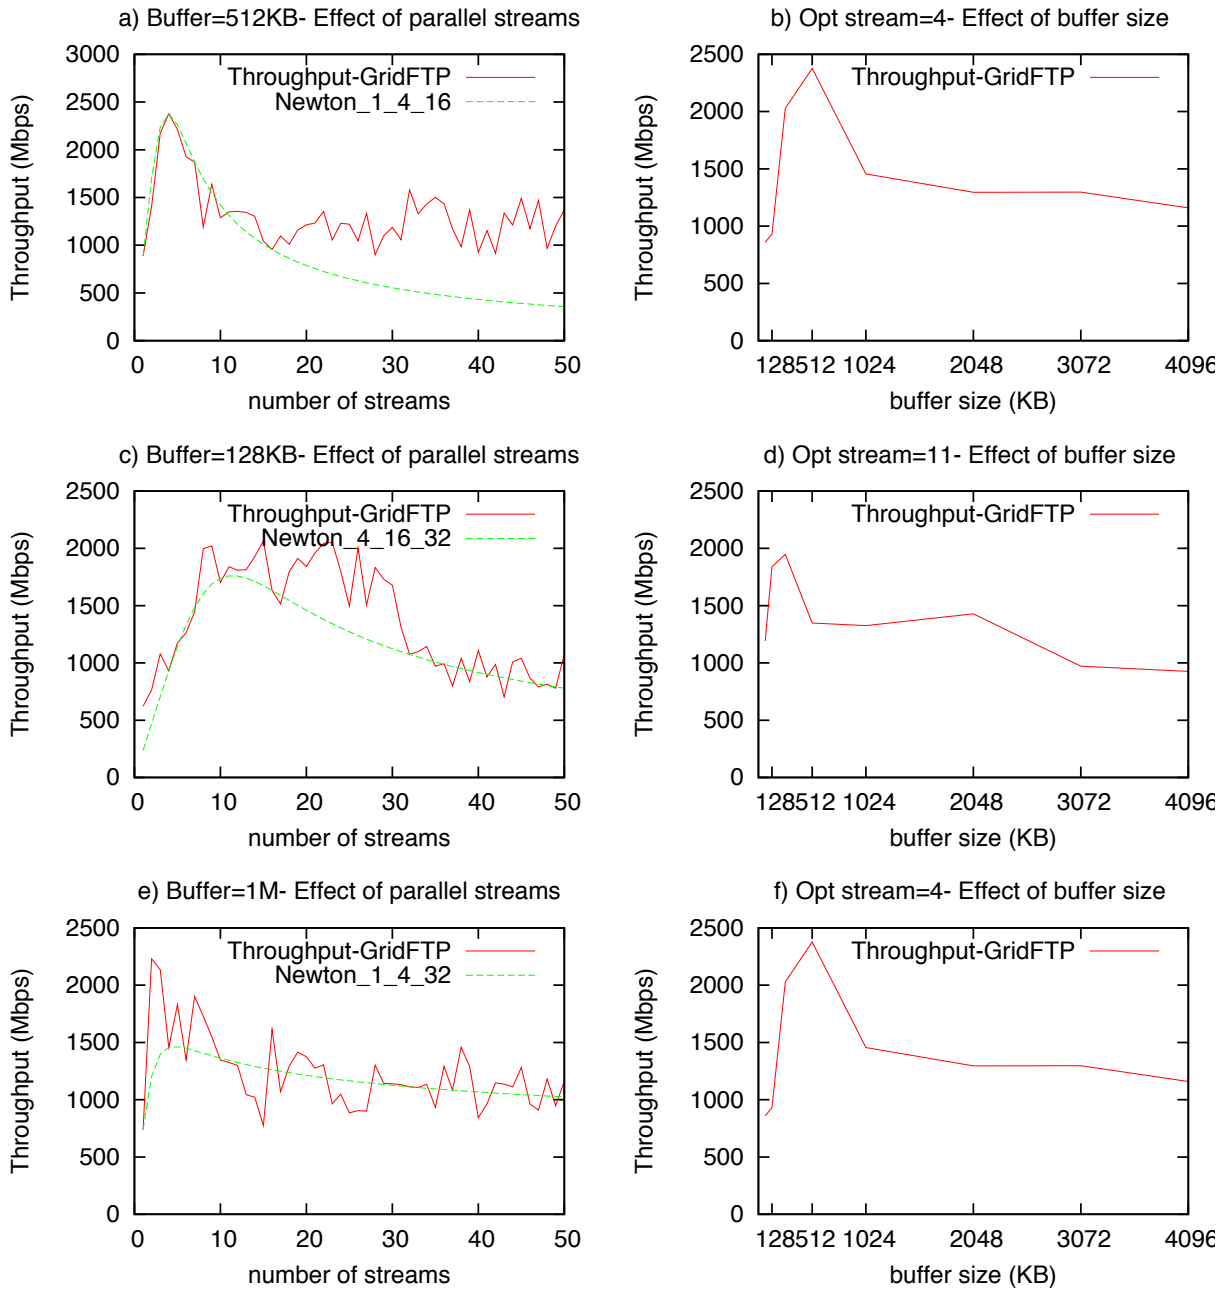 a) Buffer=512KB- Effect of parallel streams
Throughput (Mbps)
3000
2500
2000
1500
1000
500
0
Throughput-GridFTP
Newton_1_4_16
0 10 20 30 40 50
number of streams
b) Opt stream=4- Effect of buffer size
Throughput (Mbps)
2500
2000
1500
1000
500
0
Throughput-GridFTP
128 512 1024 2048 3072 4096
buffer size (KB)
c) Buffer=128KB- Effect of parallel streams
Throughput (Mbps)
2500
2000
1500
1000
500
0
Throughput-GridFTP
Newton_4_16_32
0 10 20 30 40 50
number of streams
d) Opt stream=11- Effect of buffer size
Throughput (Mbps)
2500
2000
1500
1000
500
0
Throughput-GridFTP
128 512 1024 2048 3072 4096
buffer size (KB)
e) Buffer=1M- Effect of parallel streams
Throughput (Mbps)
2500
2000
1500
1000
500
0
Throughput-GridFTP
Newton_1_4_32
0 10 20 30 40 50
number of streams
f) Opt stream=4- Effect of buffer size
Throughput (Mbps)
2500
2000
1500
1000
500
0
Throughput-GridFTP
128 512 1024 2048 3072 4096
buffer size (KB)